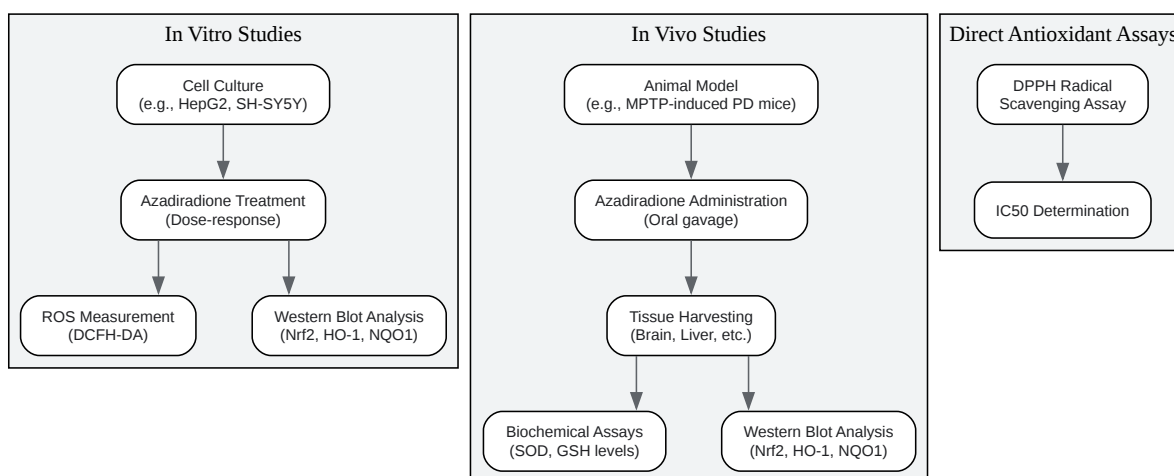 In Vitro Studies
Cell Culture
(e.g., HepG2, SH-SY5Y)
Azadiradione Treatment
(Dose-response)
ROS Measurement
(DCFH-DA)
Western Blot Analysis
(Nrf2, HO-1, NQO1)
In Vivo Studies
Animal Model
(e.g., MPTP-induced PD mice)
Azadiradione Administration
(Oral gavage)
Tissue Harvesting
(Brain, Liver, etc.)
Biochemical Assays
(SOD, GSH levels)
Western Blot Analysis
(Nrf2, HO-1, NQO1)
Direct Antioxidant Assays
DPPH Radical
Scavenging Assay
IC50 Determination